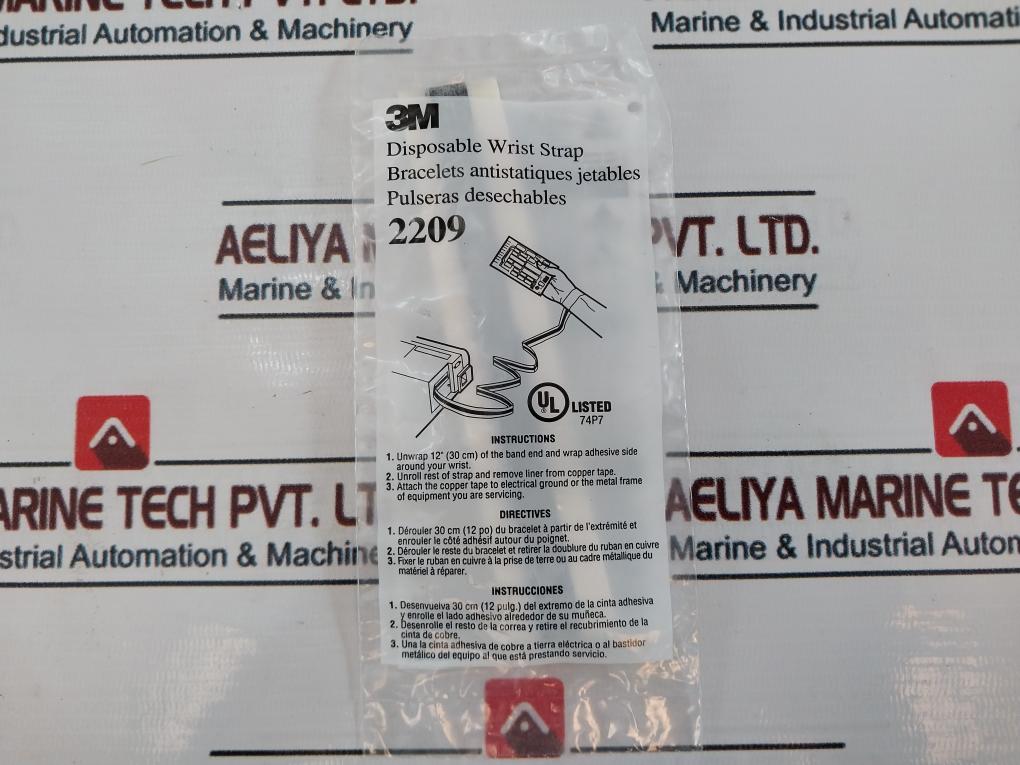 MARINE TECH PVT. LTD.
dustrial Automation & Machinery
Marine & Industrial Automati
3M
Disposable Wrist Strap
Bracelets antistatiques jetables
Pulseras desechables
2209
AELIYA M
PVT. LTD.
Marine & In
& Machinery
UL LISTED
74P7
INSTRUCTIONS
1. Unwrap 12" (30 cm) of the band end and wrap adhesive side
around your wrist.
2. Unroll rest of strap and remove liner from copper tape.
3. Attach the copper tape to electrical ground or the metal frame
of equipment you are servicing.
DIRECTIVES
1. Dérouler 30 cm (12 po) du bracelet à partir de l'extrémité et
enrouler le côté adhésif autour du poignet.
2. Dérouler le reste du bracelet et retirer la doublure du ruban en cuivre
3. Fixer le ruban en cuivre à la prise de terre ou au cadre métallique du
matériel à réparer.
INSTRUCCIONES
1. Desenvuelva 30 cm (12 pulg.) del extremo de la cinta adhesiva
y enrolle el lado adhesivo alrededor de su muñeca.
2. Desenrolle el resto de la correa y retire el recubrimiento de la
cinta de cobre.
3. Una la cinta adhesiva de cobre a tierra eléctrica o al bastidor
metálico del equipo al que está prestando servicio.
ARINE TECH PVT. LT
AELIYA MARINE TE
strial Automation & Machine
Marine & Industrial Autom